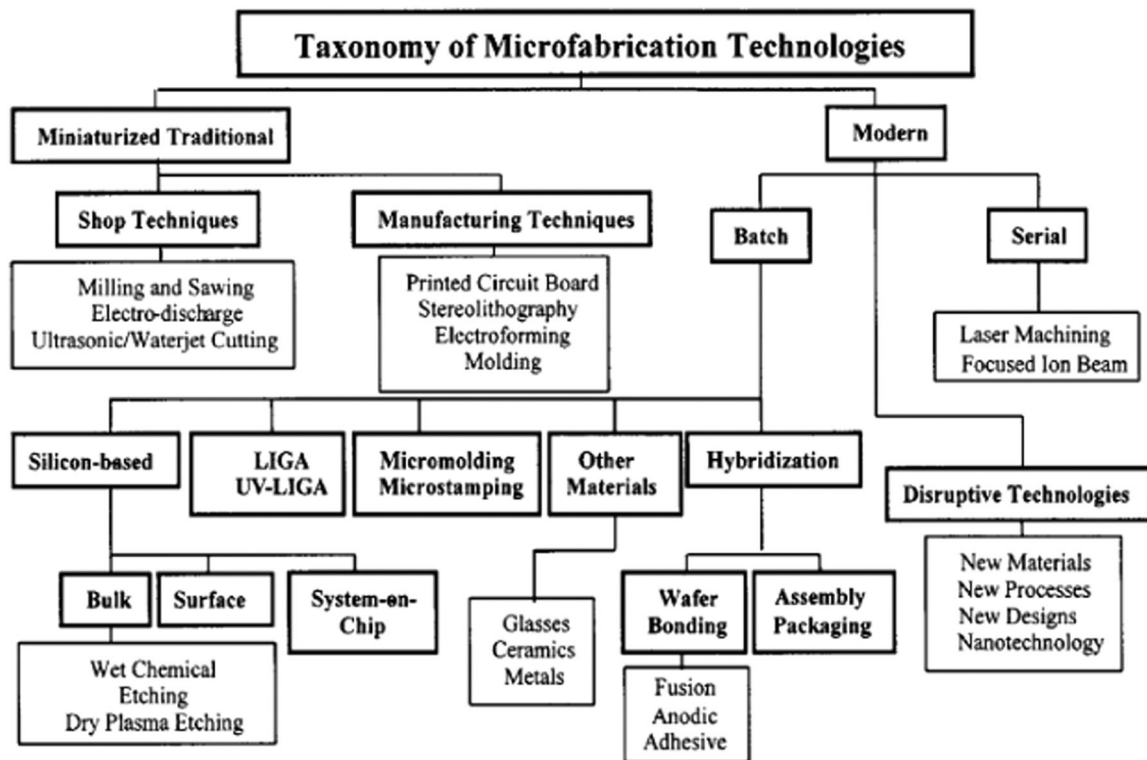 Taxonomy of Microfabrication Technologies
Miniaturized Traditional
Modern
Shop Techniques
Manufacturing Techniques
Batch
Serial
Milling and Sawing
Electro-discharge
Ultrasonic/Waterjet Cutting
Printed Circuit Board
Stereolithography
Electroforming
Molding
Laser Machining
Focused Ion Beam
Silicon-based
LIGA
UV-LIGA
Micromolding
Microstamping
Other
Materials
Hybridization
Disruptive Technologies
Bulk
Surface
System-on-
Chip
Glasses
Ceramics
Metals
Wafer
Bonding
Assembly
Packaging
New Materials
New Processes
New Designs
Nanotechnology
Wet Chemical
Etching
Dry Plasma Etching
Fusion
Anodic
Adhesive